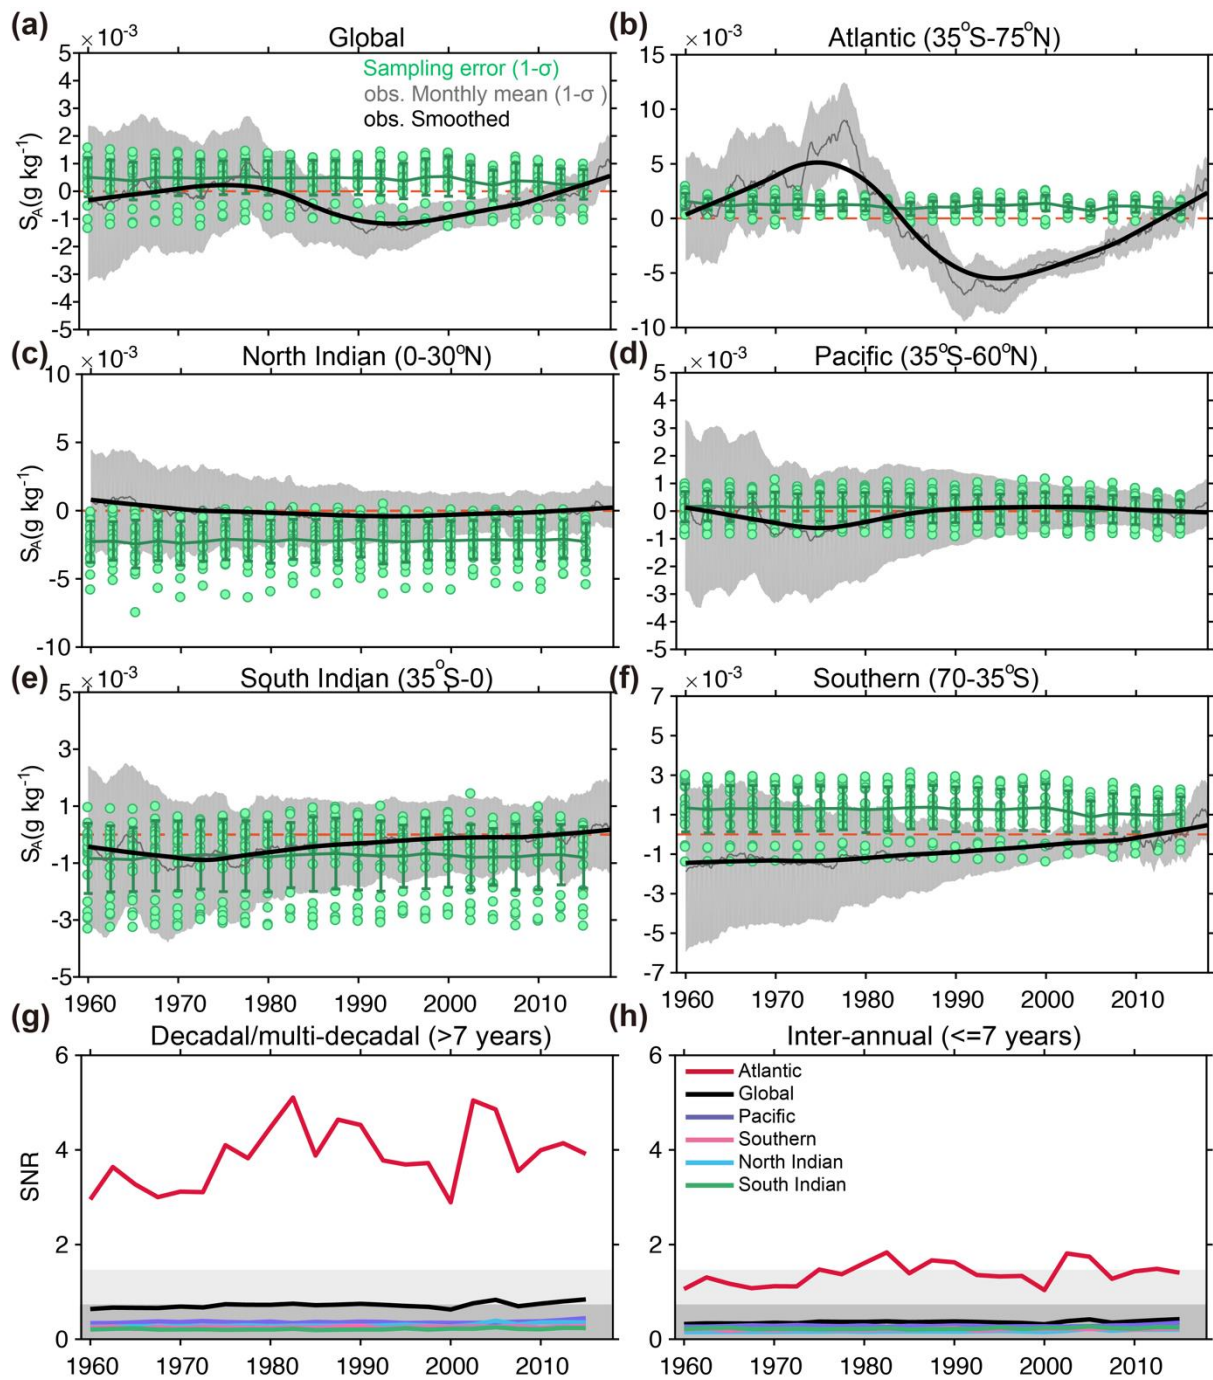 (a) Global
×10⁻³
Sampling error (1-σ)
obs. Monthly mean (1-σ )
obs. Smoothed
S_A(g kg⁻¹)
5
4
3
2
1
0
-1
-2
-3
-4
-5
(b) Atlantic (35°S-75°N)
×10⁻³
15
10
5
0
-5
-10
(c) North Indian (0-30°N)
×10⁻³
S_A(g kg⁻¹)
10
5
0
-5
-10
(d) Pacific (35°S-60°N)
×10⁻³
5
4
3
2
1
0
-1
-2
-3
-4
-5
(e) South Indian (35°S-0)
×10⁻³
S_A(g kg⁻¹)
5
3
1
-1
-3
-5
1960 1970 1980 1990 2000 2010
(f) Southern (70-35°S)
×10⁻³
7
5
3
1
-1
-3
-5
-7
1960 1970 1980 1990 2000 2010
(g) Decadal/multi-decadal (>7 years)
SNR
6
4
2
0
1960 1970 1980 1990 2000 2010
(h) Inter-annual (<=7 years)
6
4
2
0
Atlantic
Global
Pacific
Southern
North Indian
South Indian
1960 1970 1980 1990 2000 2010